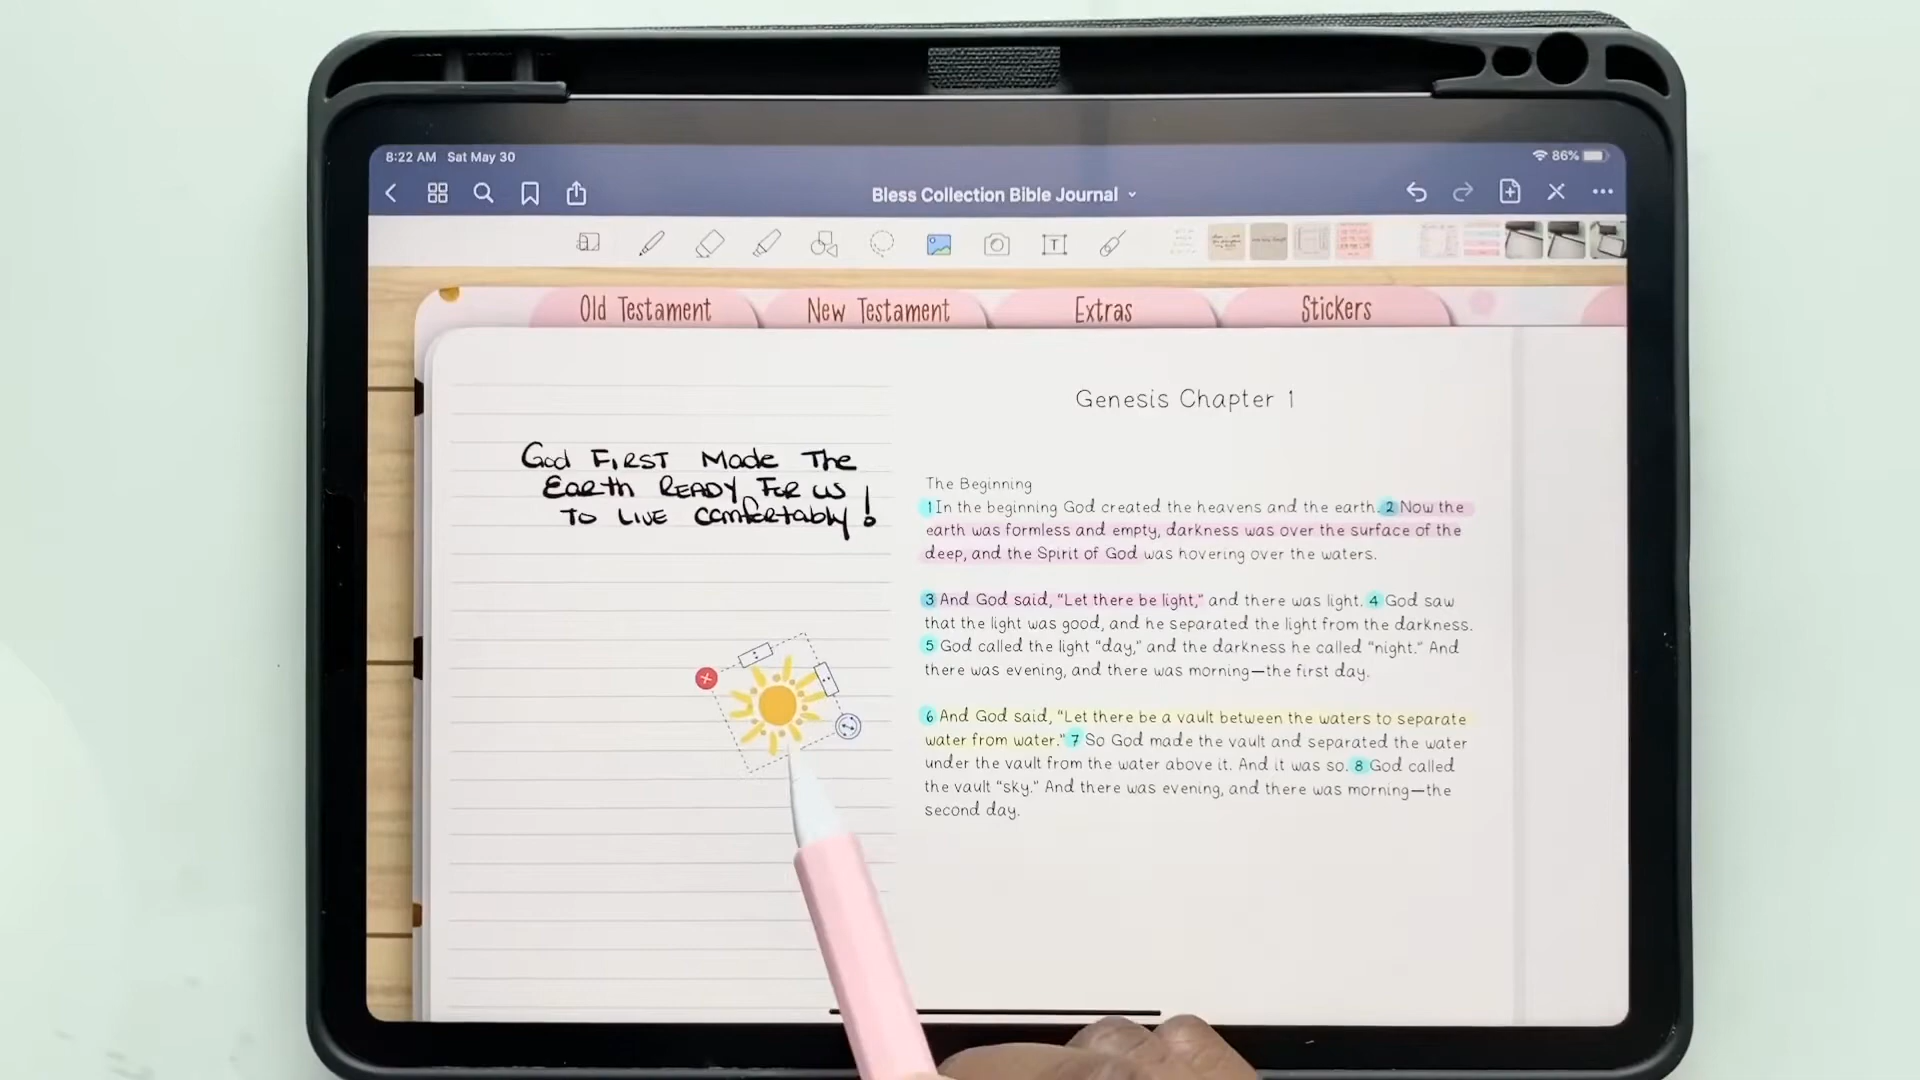 8:22 AM Sat May 30
86%
Bless Collection Bible Journal
Old Testament
New Testament
Extras
Stickers
God First Made The
Earth Ready For us
To Live comfortably!
Genesis Chapter 1
The Beginning
1 In the beginning God created the heavens and the earth. 2 Now the
earth was formless and empty, darkness was over the surface of the
deep, and the Spirit of God was hovering over the waters.
3 And God said, “Let there be light,” and there was light. 4 God saw
that the light was good, and he separated the light from the darkness.
5 God called the light “day,” and the darkness he called “night.” And
there was evening, and there was morning—the first day.
6 And God said, “Let there be a vault between the waters to separate
water from water.” 7 So God made the vault and separated the water
under the vault from the water above it. And it was so. 8 God called
the vault “sky.” And there was evening, and there was morning—the
second day.